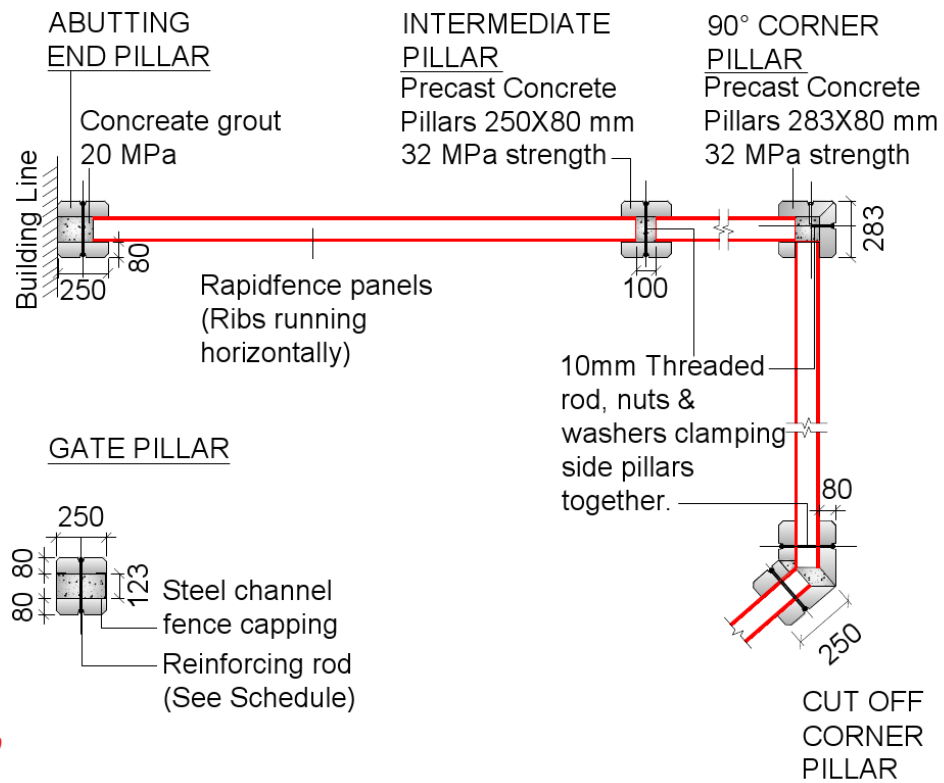 ABUTTING
END PILLAR
Concreate grout
20 MPa
INTERMEDIATE
PILLAR
Precast Concrete
Pillars 250X80 mm
32 MPa strength
90° CORNER
PILLAR
Precast Concrete
Pillars 283X80 mm
32 MPa strength
Building Line
250
80
100
283
Rapidfence panels
(Ribs running
horizontally)
10mm Threaded
rod, nuts &
washers clamping
side pillars
together.
80
250
GATE PILLAR
250
80
80
123
Steel channel
fence capping
Reinforcing rod
(See Schedule)
CUT OFF
CORNER
PILLAR